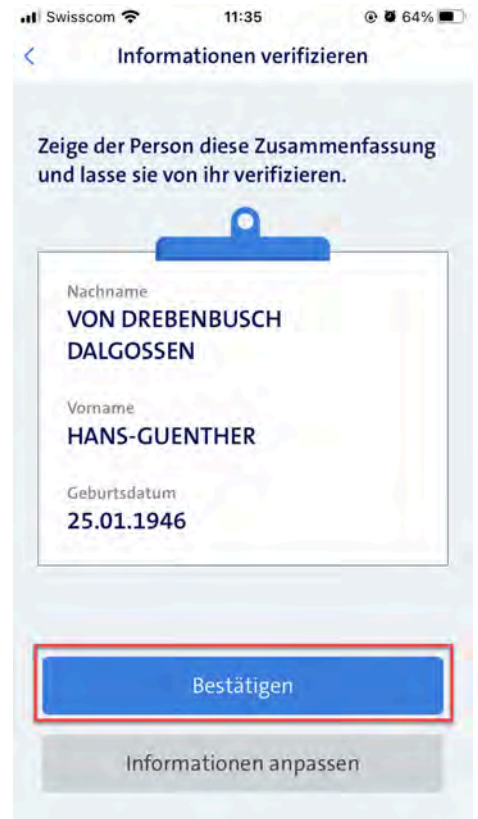 Swisscom 11:35 64%
Informationen verifizieren
Zeige der Person diese Zusammenfassung
und lasse sie von ihr verifizieren.
Nachname
VON DREBENBUSCH
DALGOSSEN
Vorname
HANS-GUENTHER
Geburtsdatum
25.01.1946
Bestätigen
Informationen anpassen